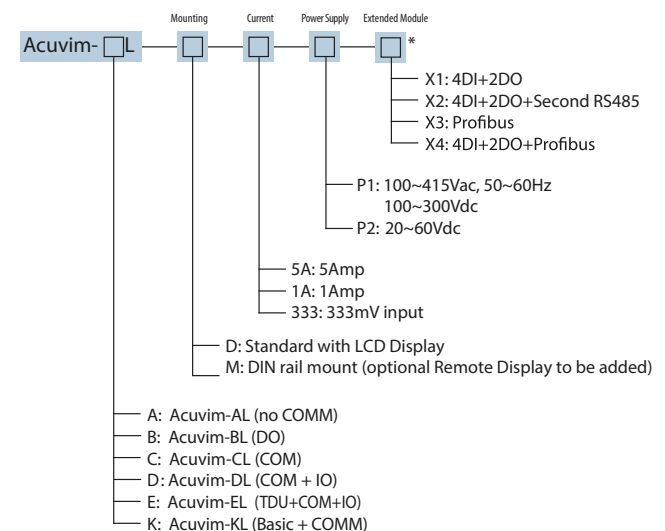 Mounting Current Power Supply Extended Module
Acuvim- L *
X1: 4DI+2DO
X2: 4DI+2DO+Second RS485
X3: Profibus
X4: 4DI+2DO+Profibus
P1: 100~415Vac, 50~60Hz
100~300Vdc
P2: 20~60Vdc
5A: 5Amp
1A: 1Amp
333: 333mV input
D: Standard with LCD Display
M: DIN rail mount (optional Remote Display to be added)
A: Acuvim-AL (no COMM)
B: Acuvim-BL (DO)
C: Acuvim-CL (COM)
D: Acuvim-DL (COM + IO)
E: Acuvim-EL (TDU+COM+IO)
K: Acuvim-KL (Basic + COMM)